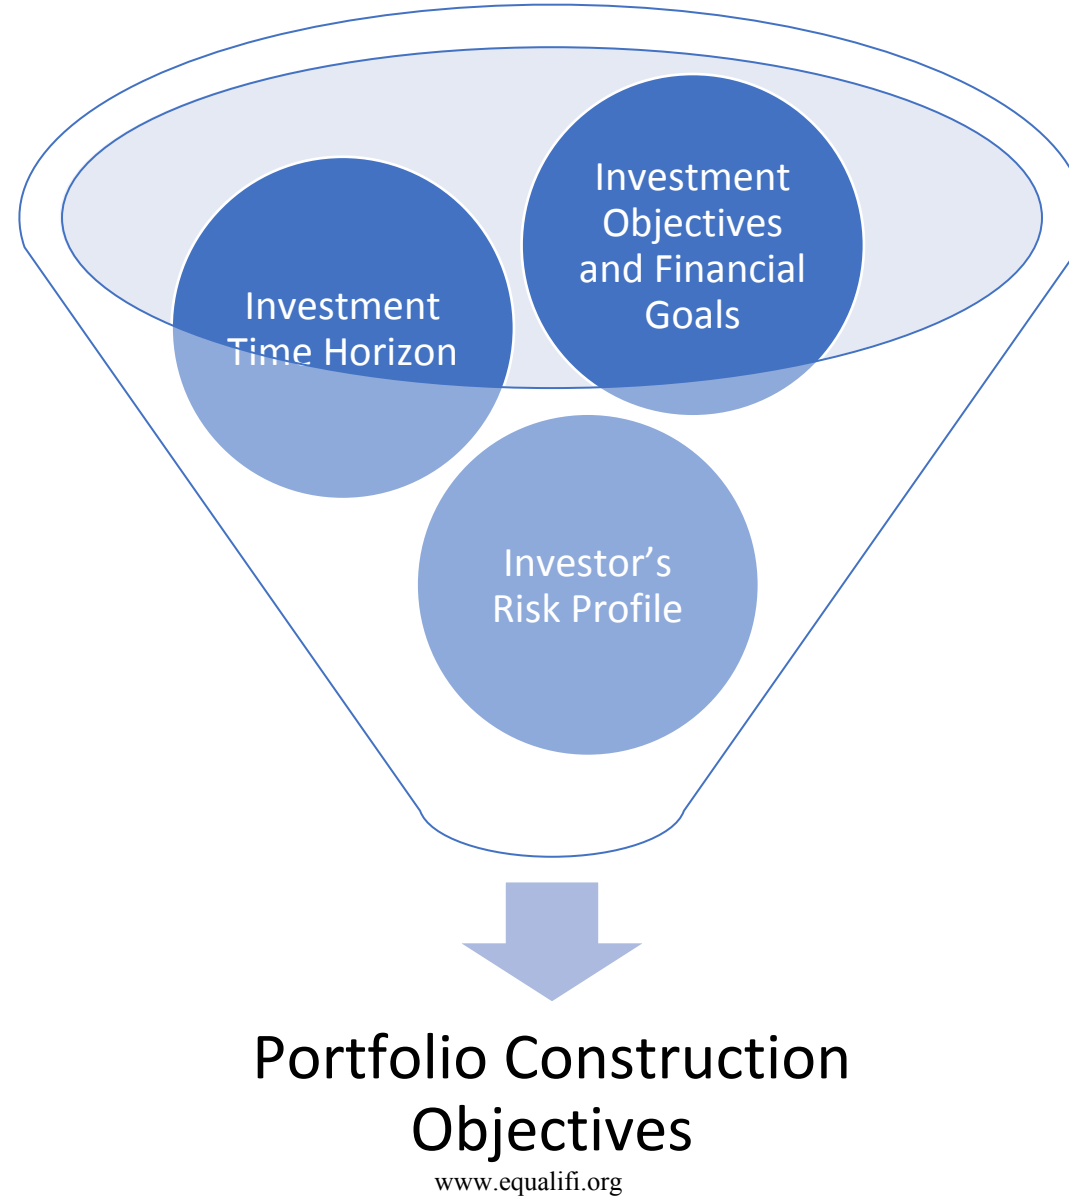 Investment
Objectives
and Financial
Goals
Investment
Time Horizon
Investor’s
Risk Profile
Portfolio Construction
Objectives
www.equalifi.org